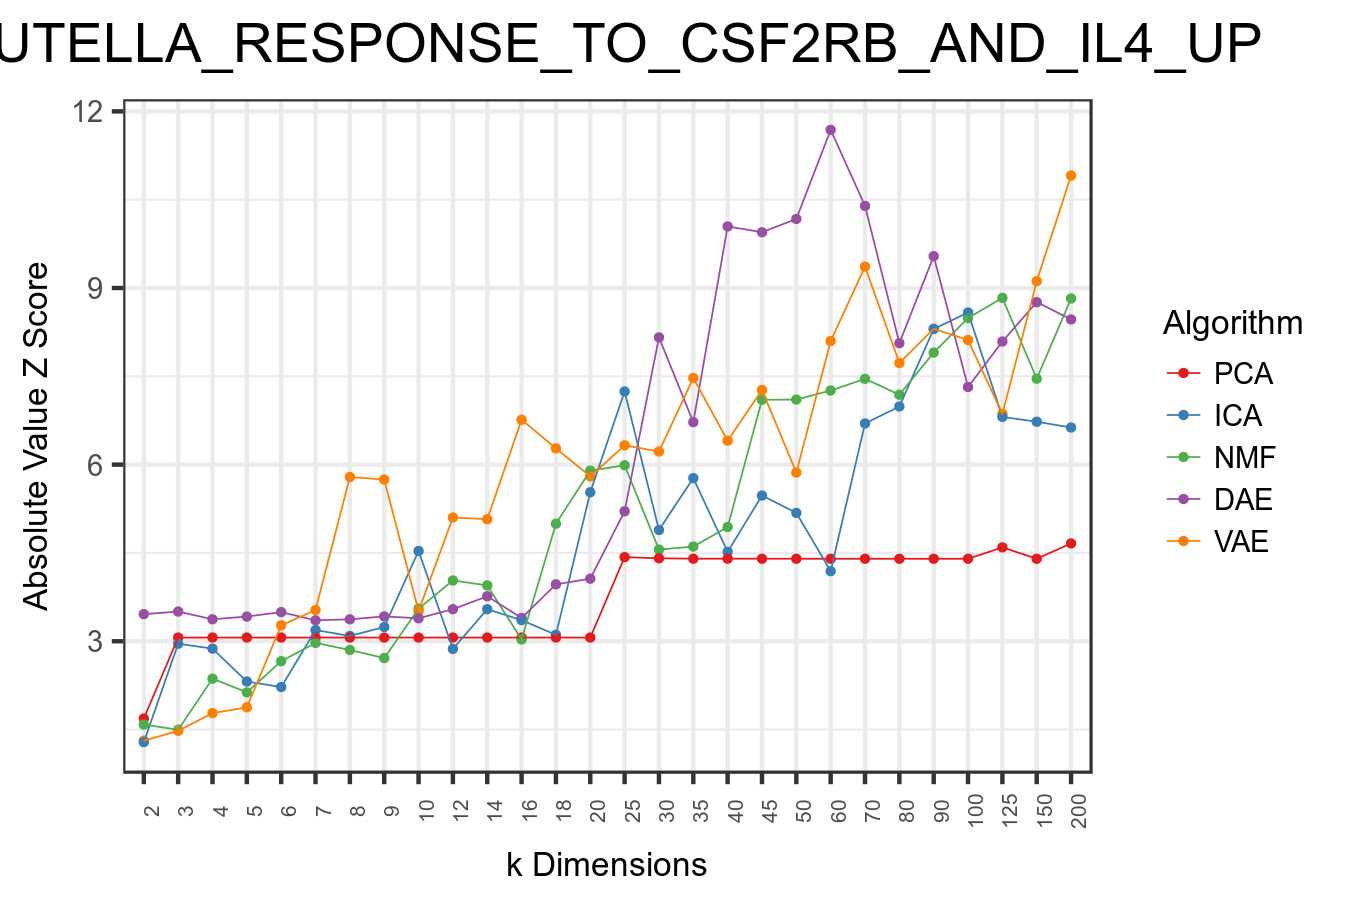 UTELLA_RESPONSE_TO_CSF2RB_AND_IL4_UP
Absolute Value Z Score
12
9
6
3
2 3 4 5 6 7 8 9 10 12 14 16 18 20 25 30 35 40 45 50 60 70 80 90 100 125 150 200
k Dimensions
Algorithm
PCA
ICA
NMF
DAE
VAE